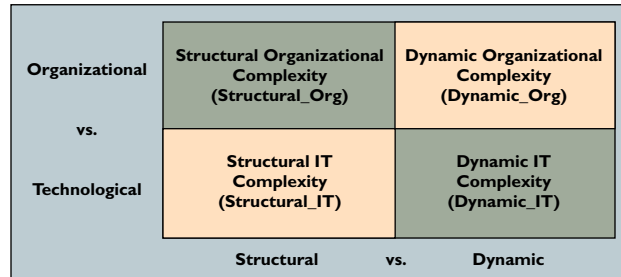 Organizational
vs.
Technological
Structural Organizational
Complexity
(Structural_Org)
Dynamic Organizational
Complexity
(Dynamic_Org)
Structural IT
Complexity
(Structural_IT)
Dynamic IT
Complexity
(Dynamic_IT)
Structural vs. Dynamic